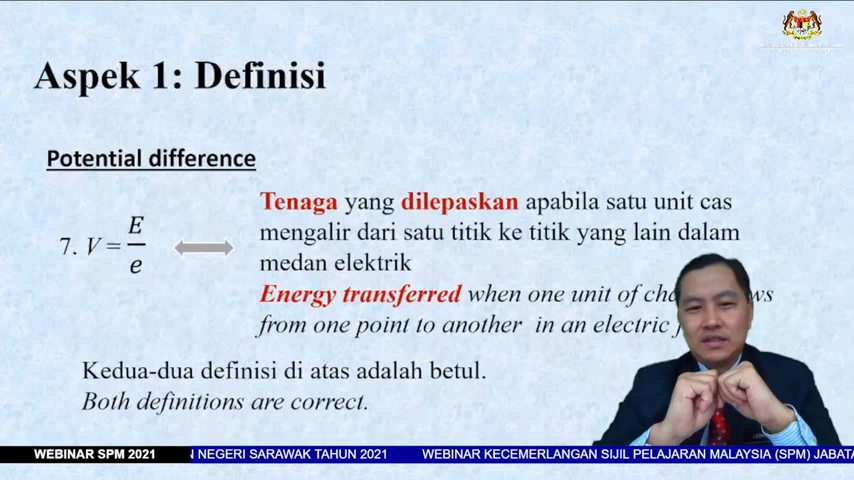 Aspek 1: Definisi
Potential difference
7. V = E/e
Tenaga yang dilepaskan apabila satu unit cas
mengalir dari satu titik ke titik yang lain dalam
medan elektrik
Energy transferred when one unit of
from one point to another in an electric
Kedua-dua definisi di atas adalah betul.
Both definitions are correct.
WEBINAR SPM 2021 N NEGERI SARAWAK TAHUN 2021 WEBINAR KECEMERLANGAN SIJIL PELAJARAN MALAYSIA (SPM) JABATA